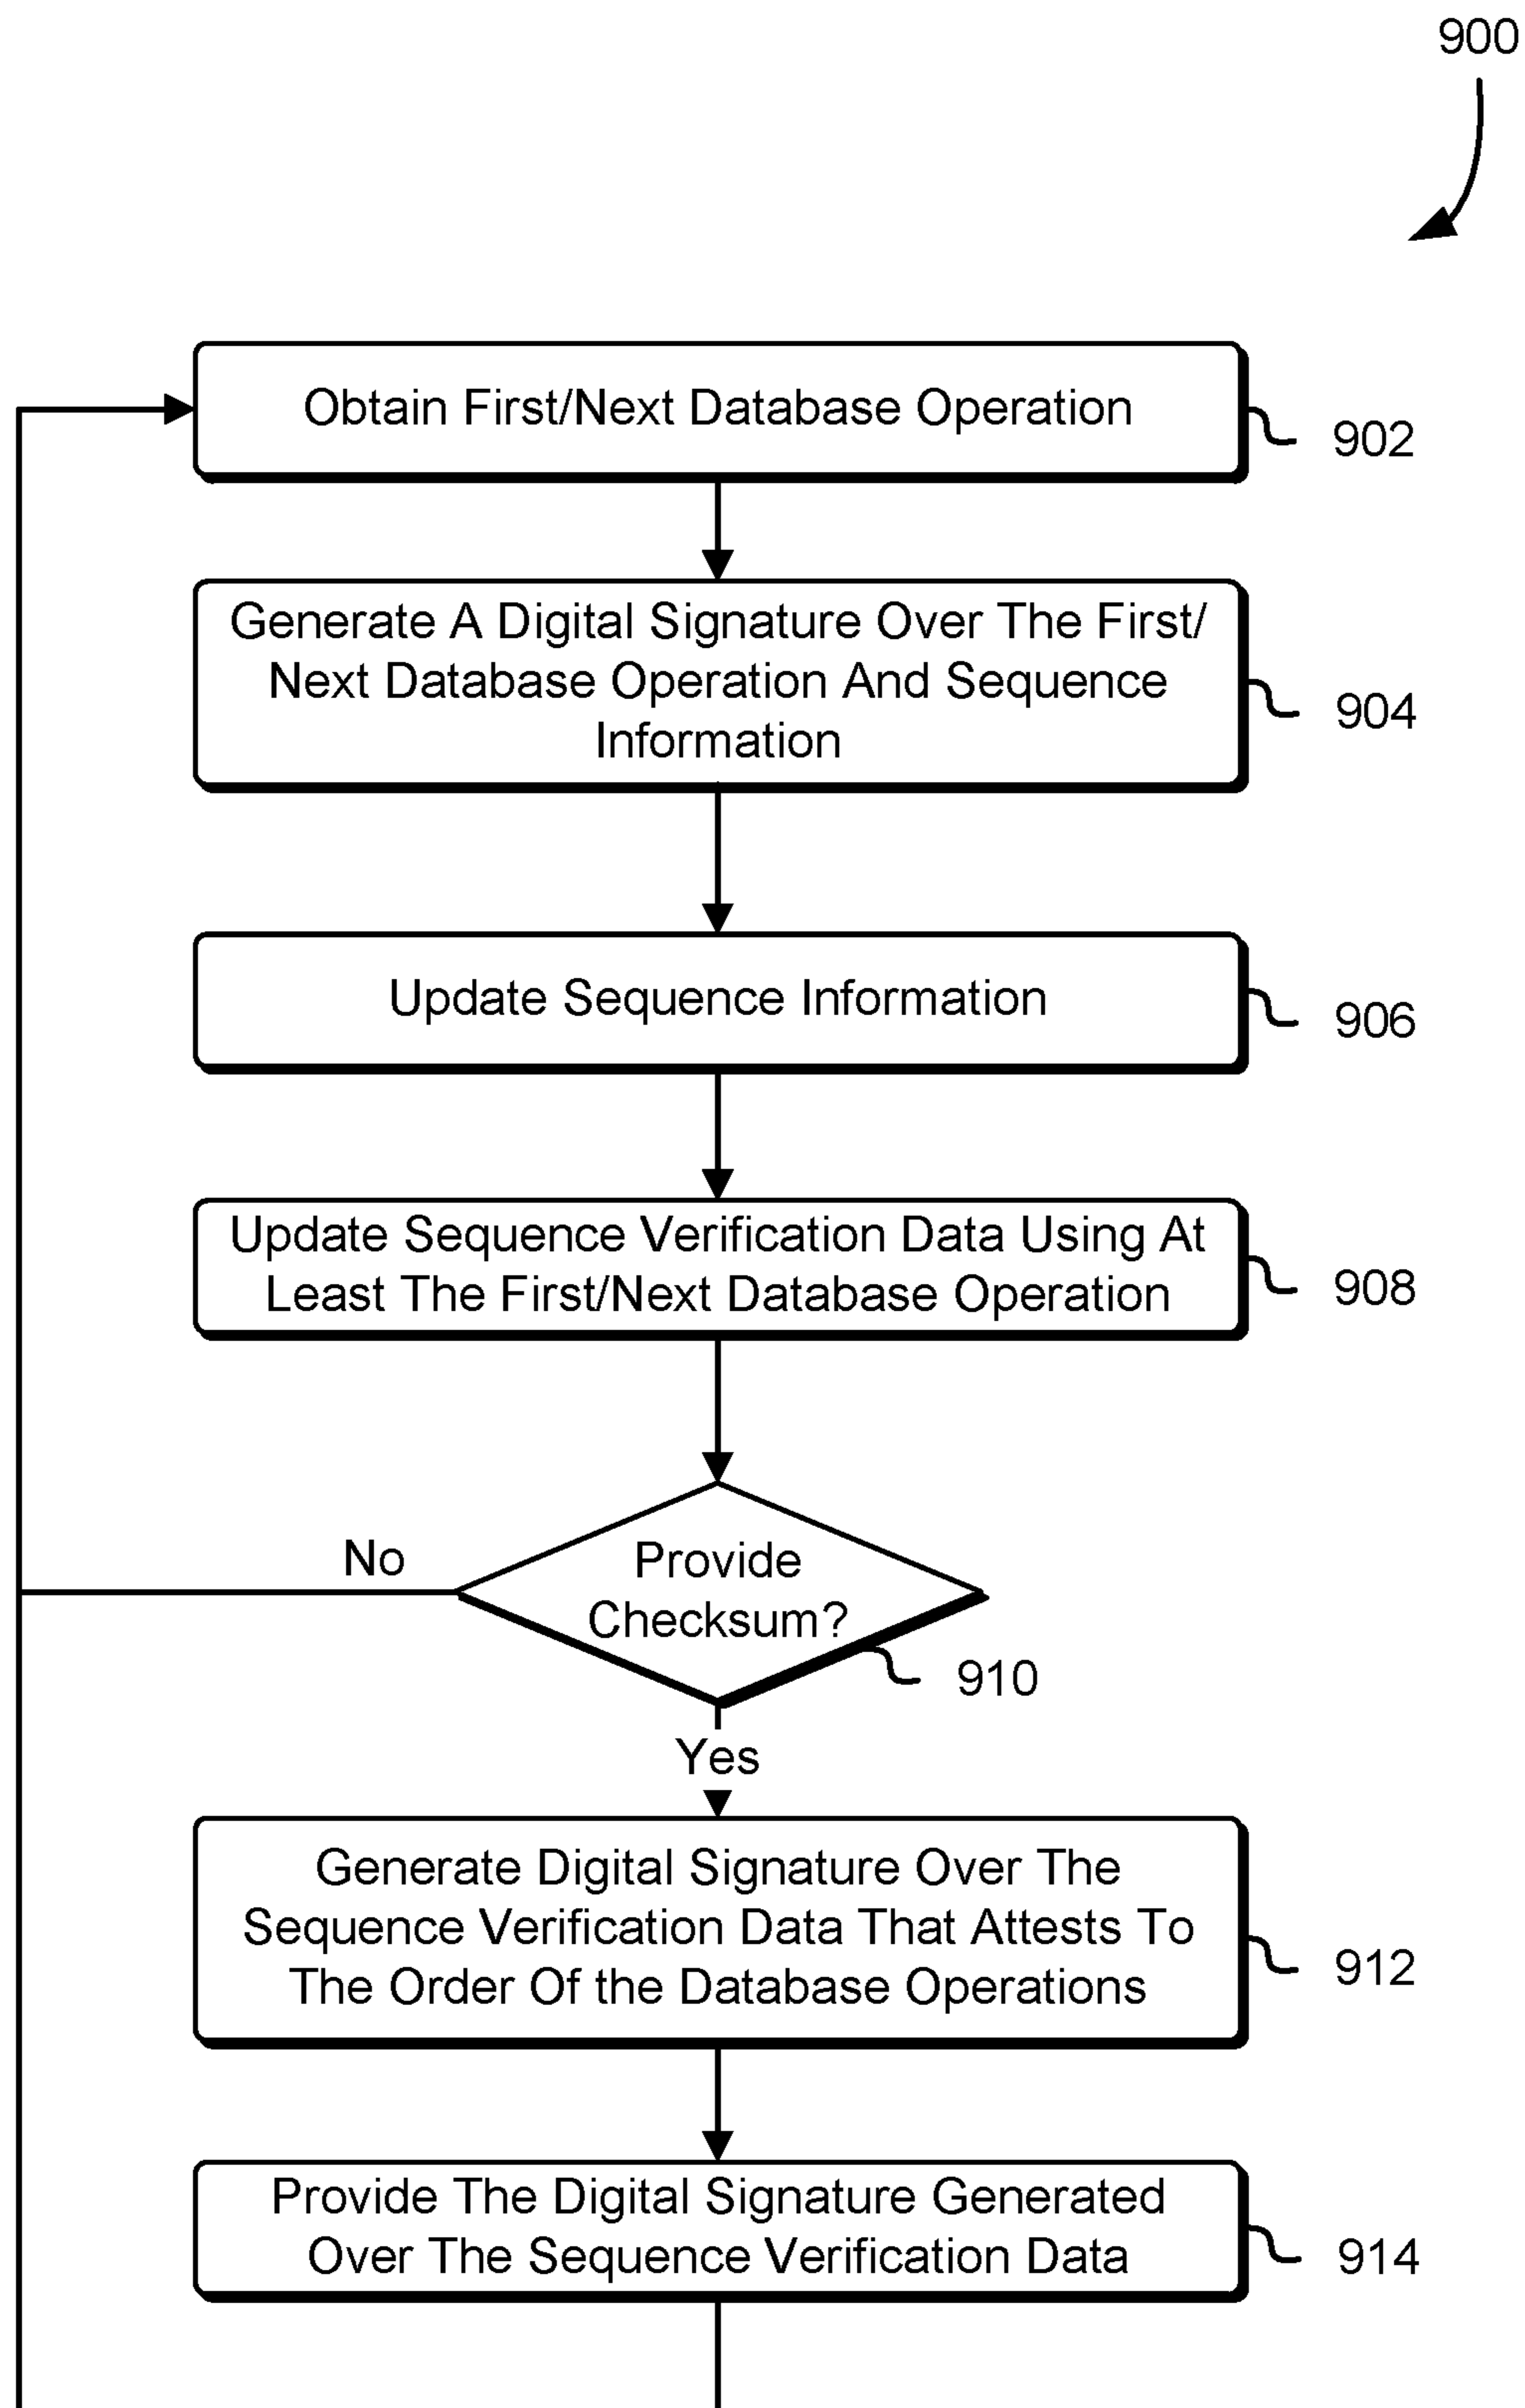 900
Obtain First/Next Database Operation
902
Generate A Digital Signature Over The First/
Next Database Operation And Sequence
Information
904
Update Sequence Information
906
Update Sequence Verification Data Using At
Least The First/Next Database Operation
908
No
Provide
Checksum?
910
Yes
Generate Digital Signature Over The
Sequence Verification Data That Attests To
The Order Of the Database Operations
912
Provide The Digital Signature Generated
Over The Sequence Verification Data
914